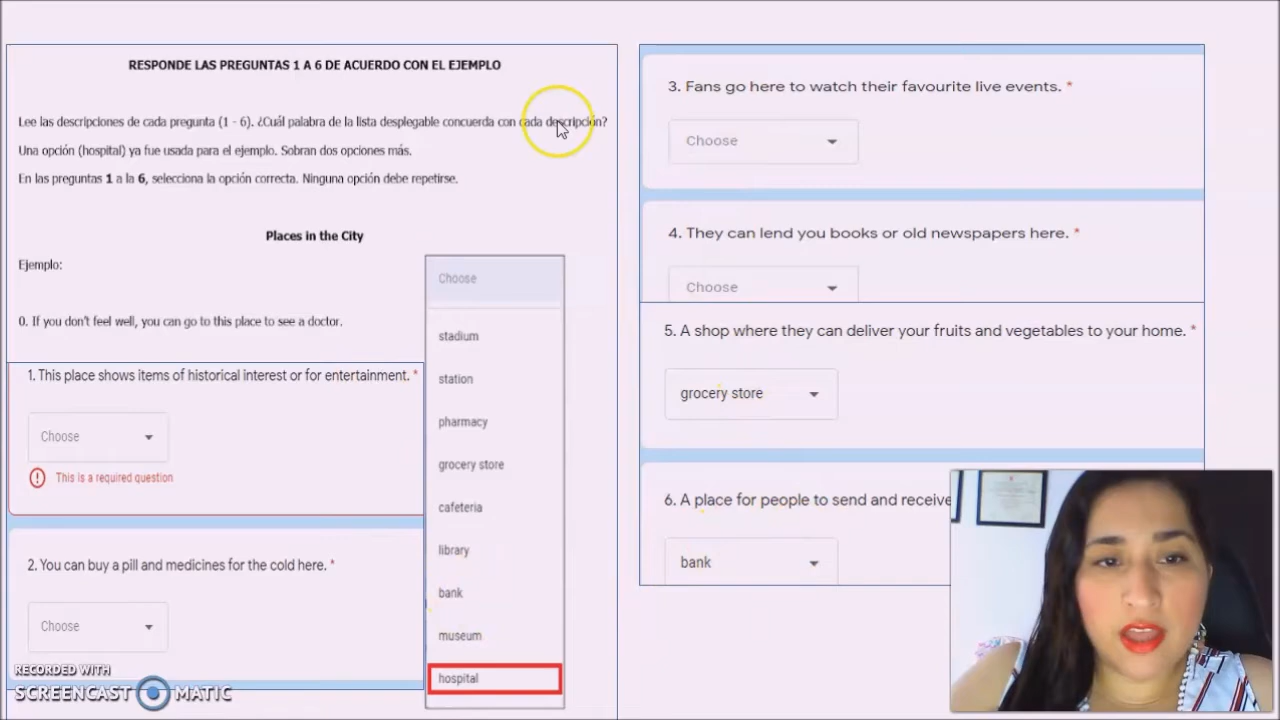 RESPONDE LAS PREGUNTAS 1 A 6 DE ACUERDO CON EL EJEMPLO
Lee las descripciones de cada pregunta (1 - 6). ¿Cuál palabra de la lista desplegable concuerda con cada descripción?
Una opción (hospital) ya fue usada para el ejemplo. Sobran dos opciones más.
En las preguntas 1 a la 6, selecciona la opción correcta. Ninguna opción debe repetirse.
Places in the City
Ejemplo:
0. If you don't feel well, you can go to this place to see a doctor.
1. This place shows items of historical interest or for entertainment. *
Choose
This is a required question
2. You can buy a pill and medicines for the cold here. *
Choose
Choose
stadium
station
pharmacy
grocery store
cafeteria
library
bank
museum
hospital
3. Fans go here to watch their favourite live events. *
Choose
4. They can lend you books or old newspapers here. *
Choose
5. A shop where they can deliver your fruits and vegetables to your home. *
grocery store
6. A place for people to send and receive
bank
RECORDED WITH
SCREENCAST MATIC